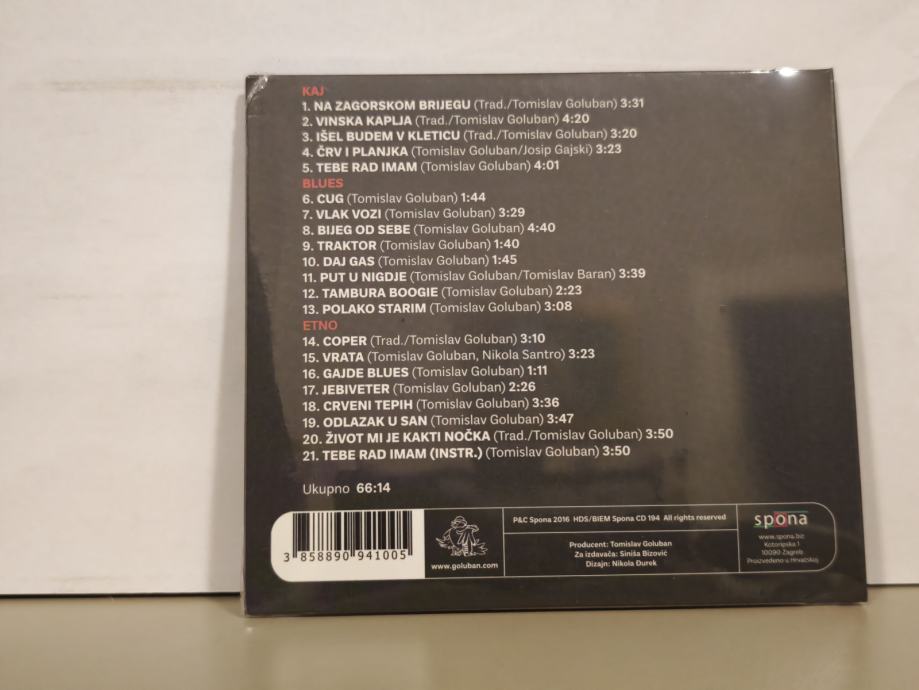 KAJ
1. NA ZAGORSKOM BRIJEGU (Trad./Tomislav Goluban) 3:31
2. VINSKA KAPLJA (Trad./Tomislav Goluban) 4:20
3. IŠEL BUDEM V KLETICU (Trad./Tomislav Goluban) 3:20
4. ČRV I PLANJKA (Tomislav Goluban/Josip Gajski) 3:23
5. TEBE RAD IMAM (Tomislav Goluban) 4:01
BLUES
6. CUG (Tomislav Goluban) 1:44
7. VLAK VOZI (Tomislav Goluban) 3:29
8. BIJEG OD SEBE (Tomislav Goluban) 4:40
9. TRAKTOR (Tomislav Goluban) 1:40
10. DAJ GAS (Tomislav Goluban) 1:45
11. PUT U NIGDJE (Tomislav Goluban/Tomislav Baran) 3:39
12. TAMBURA BOOGIE (Tomislav Goluban) 2:23
13. POLAKO STARIM (Tomislav Goluban) 3:08
ETNO
14. COPER (Trad./Tomislav Goluban) 3:10
15. VRATA (Tomislav Goluban, Nikola Santro) 3:23
16. GAJDE BLUES (Tomislav Goluban) 1:11
17. JEBIVETER (Tomislav Goluban) 2:26
18. CRVENI TEPIH (Tomislav Goluban) 3:36
19. ODLAZAK U SAN (Tomislav Goluban) 3:47
20. ŽIVOT MI JE KAKTI NOČKA (Trad./Tomislav Goluban) 3:50
21. TEBE RAD IMAM (INSTR.) (Tomislav Goluban) 3:50
Ukupno 66:14
3 858890 941005
www.goluban.com
P&C Spona 2016 HDS/BIEM Spona CD 194 All rights reserved
Producent: Tomislav Goluban
Za izdavača: Siniša Bizović
Dizajn: Nikola Đurek
spona
www.spona.biz
Kotoripska 1
10090 Zagreb
Proizvedeno u Hrvatskoj